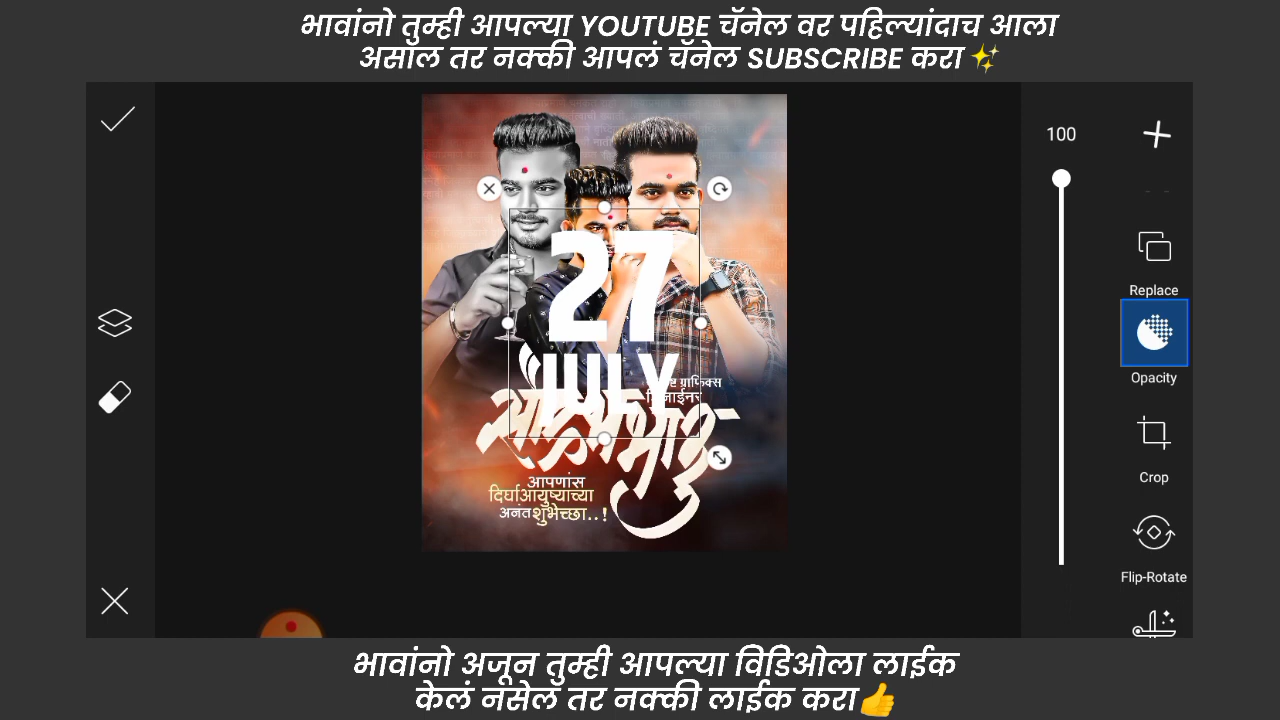 भावांनो तुम्ही आपल्या YOUTUBE चॅनेल वर पहिल्यांदाच आला
असाल तर नक्की आपलं चॅनेल SUBSCRIBE करा ✨
100
Replace
Opacity
Crop
Flip-Rotate
27
JULY
ग्राफिक्स
आपणांस
दिर्घाआयुष्याच्या
अनंत शुभेच्छा..!
भावांनो अजून तुम्ही आपल्या विडिओला लाईक
केलं नसेल तर नक्की लाईक करा👍